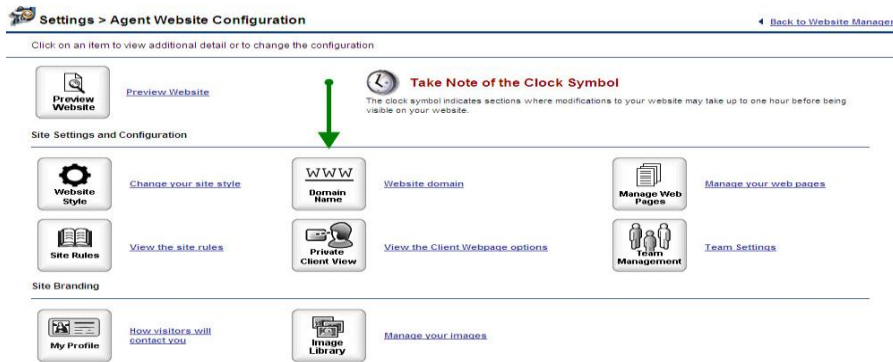 Settings > Agent Website Configuration
Back to Website Manager
Click on an item to view additional detail or to change the configuration
Preview
Website
Preview Website
Take Note of the Clock Symbol
The clock symbol indicates sections where modifications to your website may take up to one hour before being
visible on your website.
Site Settings and Configuration
Website
Style
Change your site style
WWW
Domain
Name
Website domain
Manage Web
Pages
Manage your web pages
Site Rules
View the site rules
Private
Client View
View the Client Webpage options
Team
Management
Team Settings
Site Branding
My Profile
How visitors will
contact you
Image
Library
Manage your images